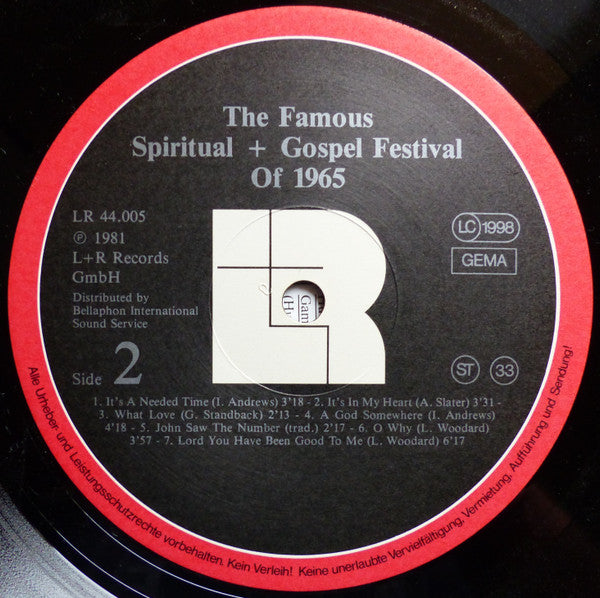 The Famous
Spiritual + Gospel Festival
Of 1965
LR 44.005
℗ 1981
L+R Records
GmbH
Distributed by
Bellaphon International
Sound Service
LC 1998
GEMA
Side 2
ST 33
1. It's A Needed Time (I. Andrews) 3'18 - 2. It's In My Heart (A. Slater) 3'31 -
3. What Love (G. Standback) 2'13 - 4. A God Somewhere (I. Andrews)
4'18 - 5. John Saw The Number (trad.) 2'17 - 6. O Why (L. Woodard)
3'57 - 7. Lord You Have Been Good To Me (L. Woodard) 6'17
Alle Urheber- und Leistungsschutzrechte vorbehalten. Kein Verleih! Keine unerlaubte Vervielfältigung, Vermietung, Aufführung und Sendung!